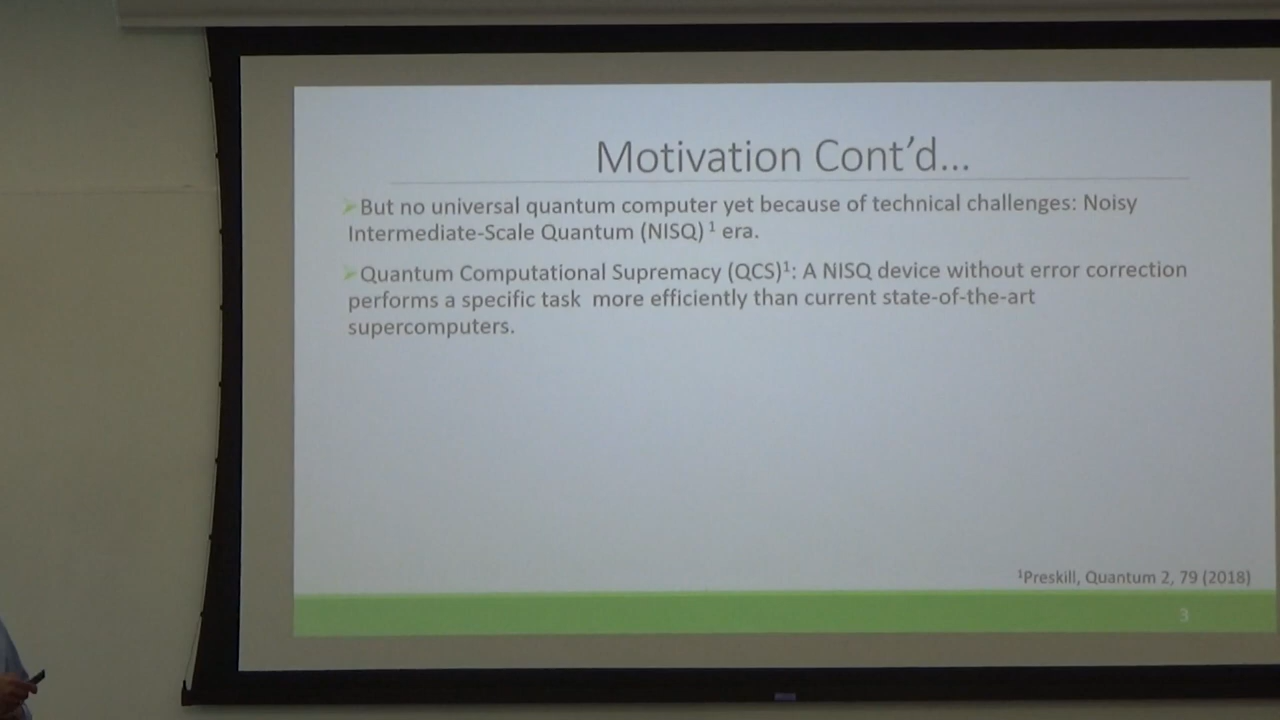 Motivation Cont'd...
➢But no universal quantum computer yet because of technical challenges: Noisy
Intermediate-Scale Quantum (NISQ) ¹ era.
➢Quantum Computational Supremacy (QCS)¹: A NISQ device without error correction
performs a specific task more efficiently than current state-of-the-art
supercomputers.
¹Preskill, Quantum 2, 79 (2018)
3